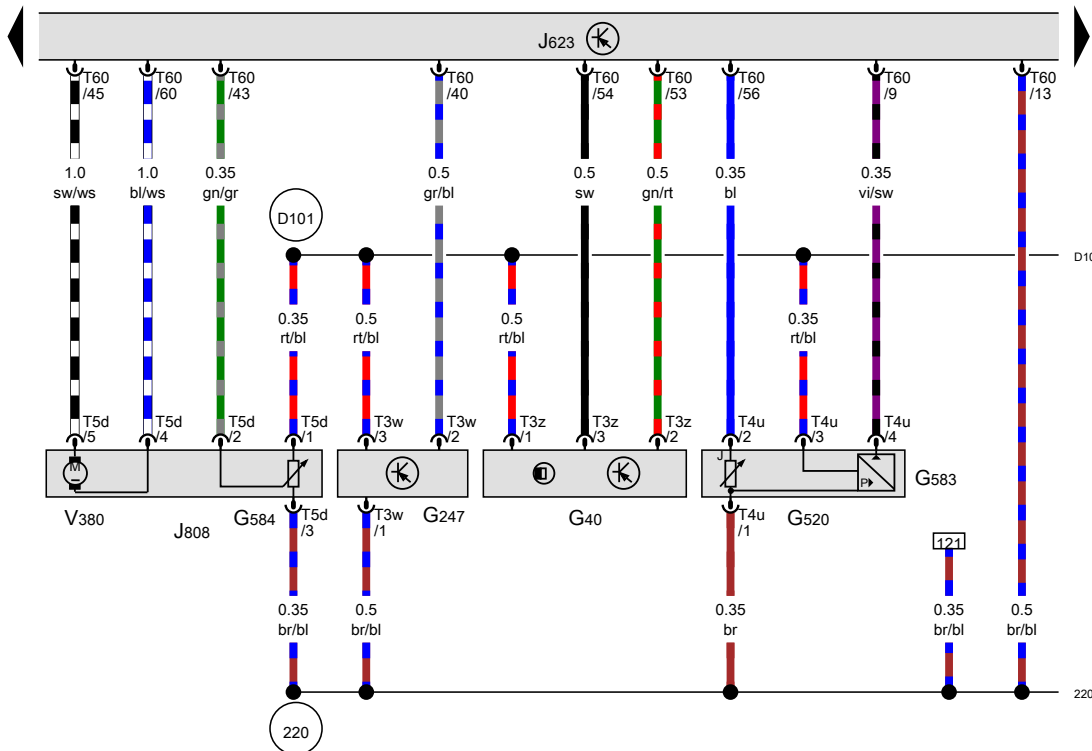 J623
T60 T60 T60 T60 T60 T60 T60 T60 T60
/45 /60 /43 /40 /54 /53 /56 /9 /13
1.0 1.0 0.35 0.5 0.5 0.5 0.35 0.35
sw/ws bl/ws gn/gr gr/bl sw gn/rt bl vi/sw
D101
D10
0.35 0.5 0.5 0.35
rt/bl rt/bl rt/bl rt/bl
T5d T5d T5d T5d T3w T3w T3z T3z T3z T4u T4u T4u
/5 /4 /2 /1 /3 /2 /1 /3 /2 /2 /3 /4
M
J
P
G583
V380 J808 G584 G247 G40 G520
T5d T3w T4u
/3 /1 /1
121
0.35 0.5 0.35 0.35 0.5
br/bl br/bl br br/bl br/bl
220
220